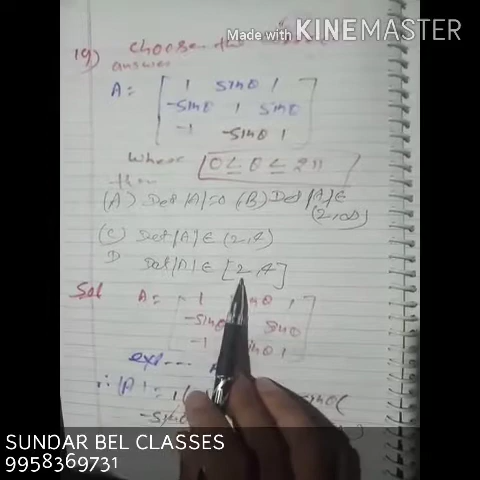 Made with KINEMASTER
19) Choose the
answer
A = [ 1 sinθ 1
-sinθ 1 sinθ
-1 -sinθ 1 ]
where 0 ≤ θ ≤ 2π
then
(A) Det |A| = 0 (B) Det |A| ∈
(2, ∞)
(C) Det |A| ∈ (2, 4)
D Det |A| ∈ [2, 4]
Sol A = 1 1
-sinθ sinθ
-1 1
∴ |A| = 1(
SUNDAR BEL CLASSES
9958369731